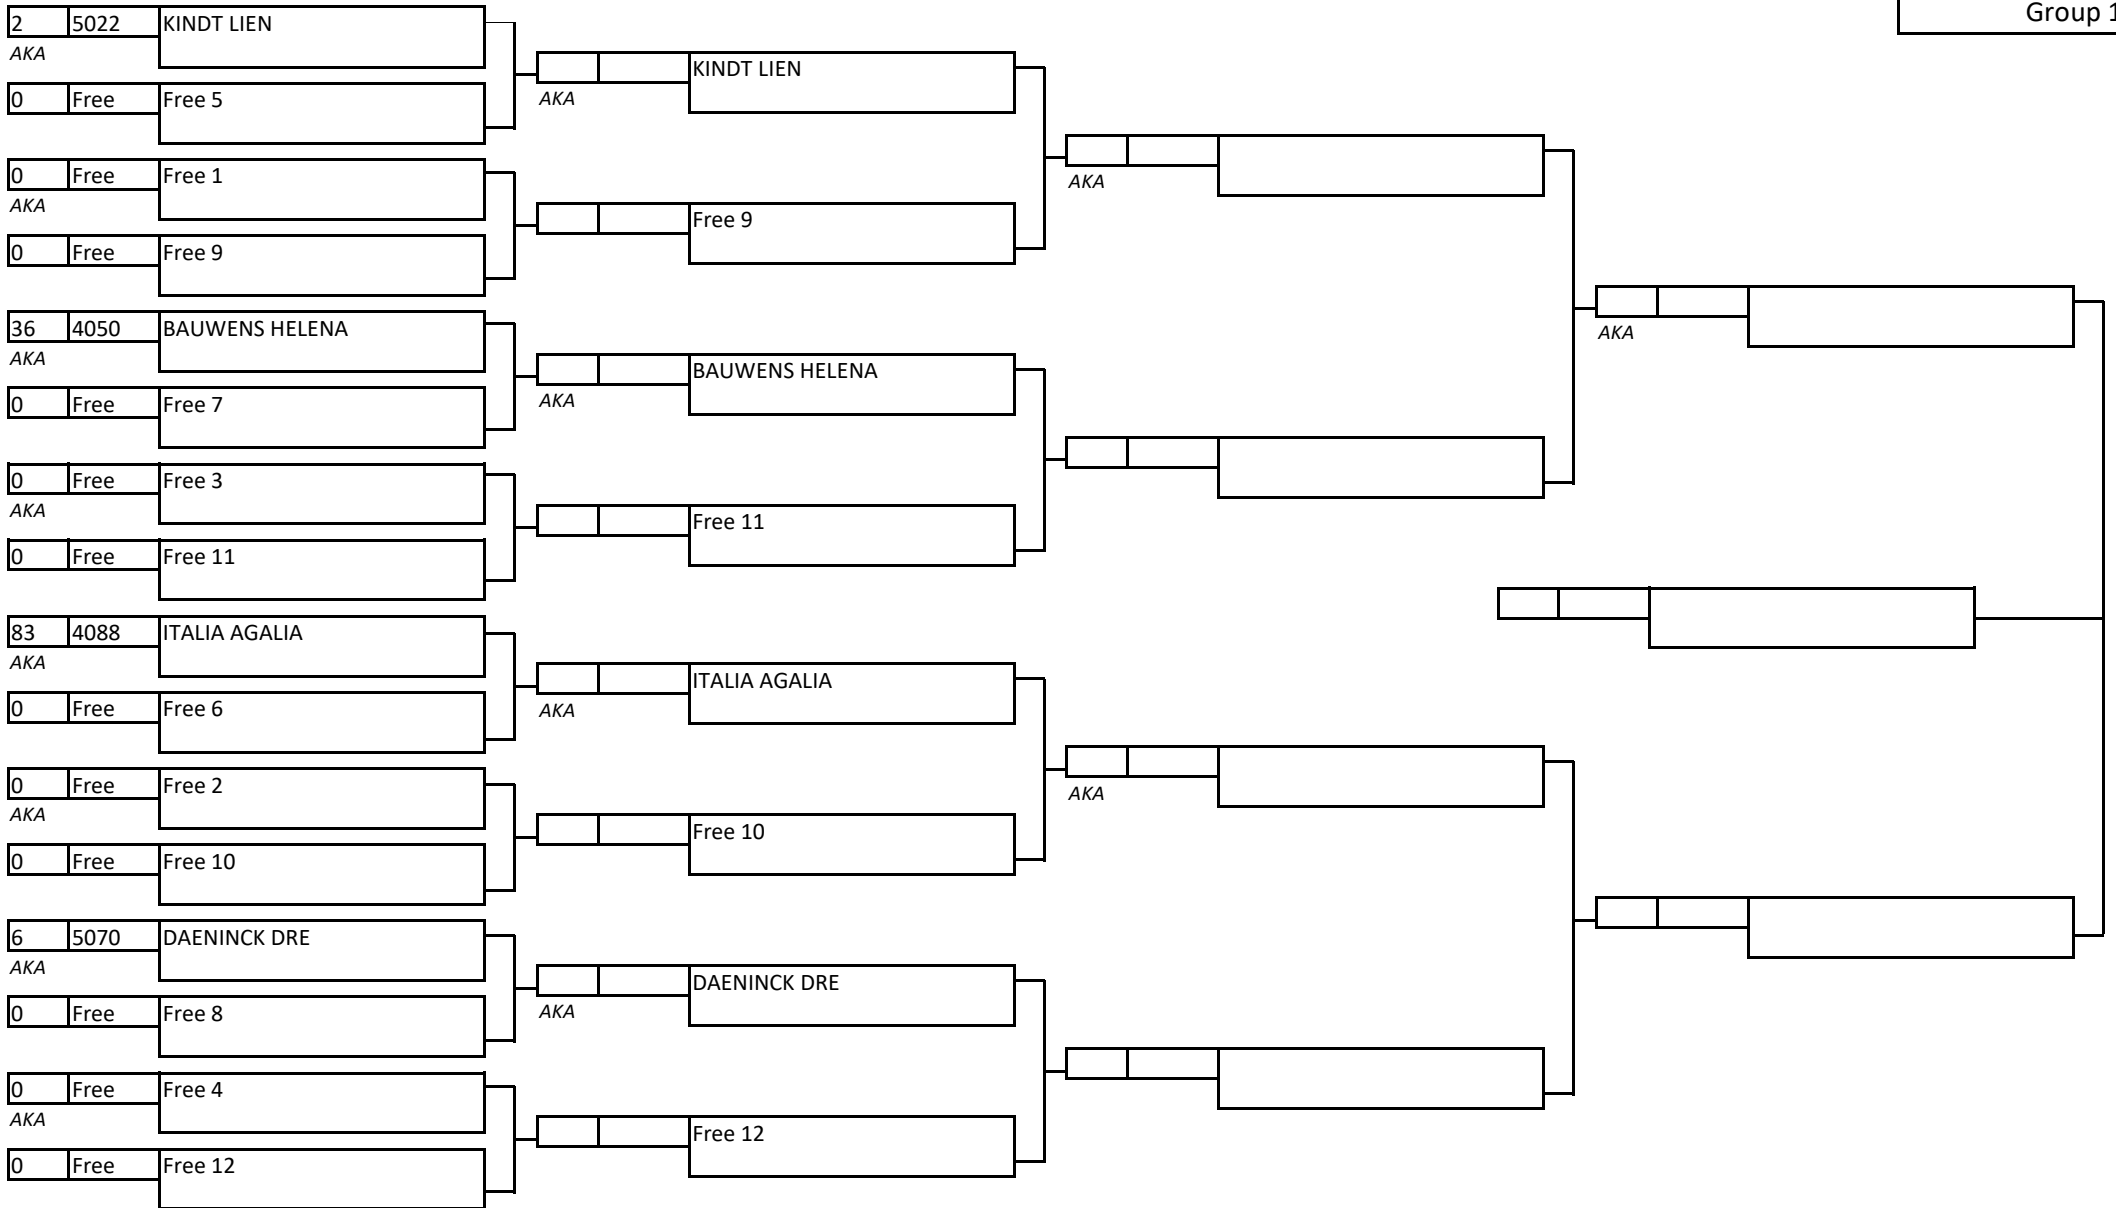 Group 1
2 5022 KINDT LIEN
AKA
0 Free Free 5
0 Free Free 1
AKA
0 Free Free 9
36 4050 BAUWENS HELENA
AKA
0 Free Free 7
0 Free Free 3
AKA
0 Free Free 11
83 4088 ITALIA AGALIA
AKA
0 Free Free 6
0 Free Free 2
AKA
0 Free Free 10
6 5070 DAENINCK DRE
AKA
0 Free Free 8
0 Free Free 4
AKA
0 Free Free 12
KINDT LIEN
AKA
Free 9
BAUWENS HELENA
AKA
Free 11
ITALIA AGALIA
AKA
Free 10
DAENINCK DRE
AKA
Free 12
AKA
AKA
AKA